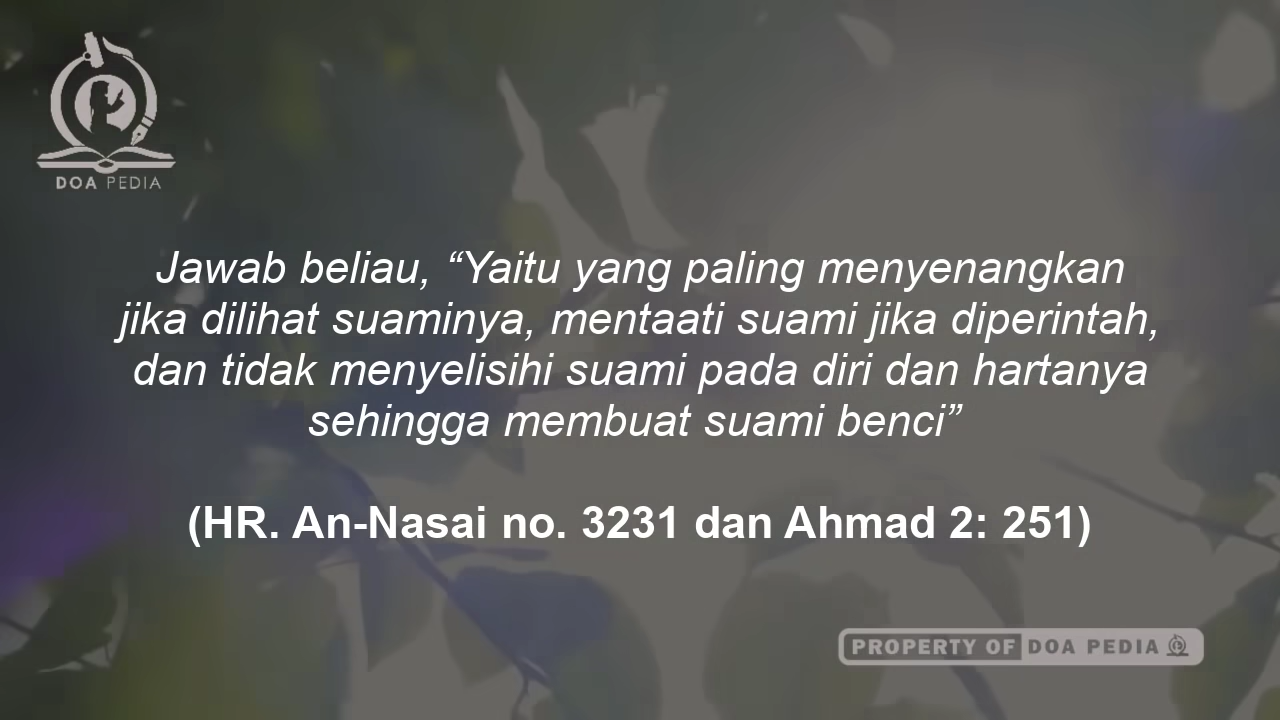 DOA PEDIA
Jawab beliau, “Yaitu yang paling menyenangkan
jika dilihat suaminya, mentaati suami jika diperintah,
dan tidak menyelisihi suami pada diri dan hartanya
sehingga membuat suami benci”
(HR. An-Nasai no. 3231 dan Ahmad 2: 251)
PROPERTY OF DOA PEDIA